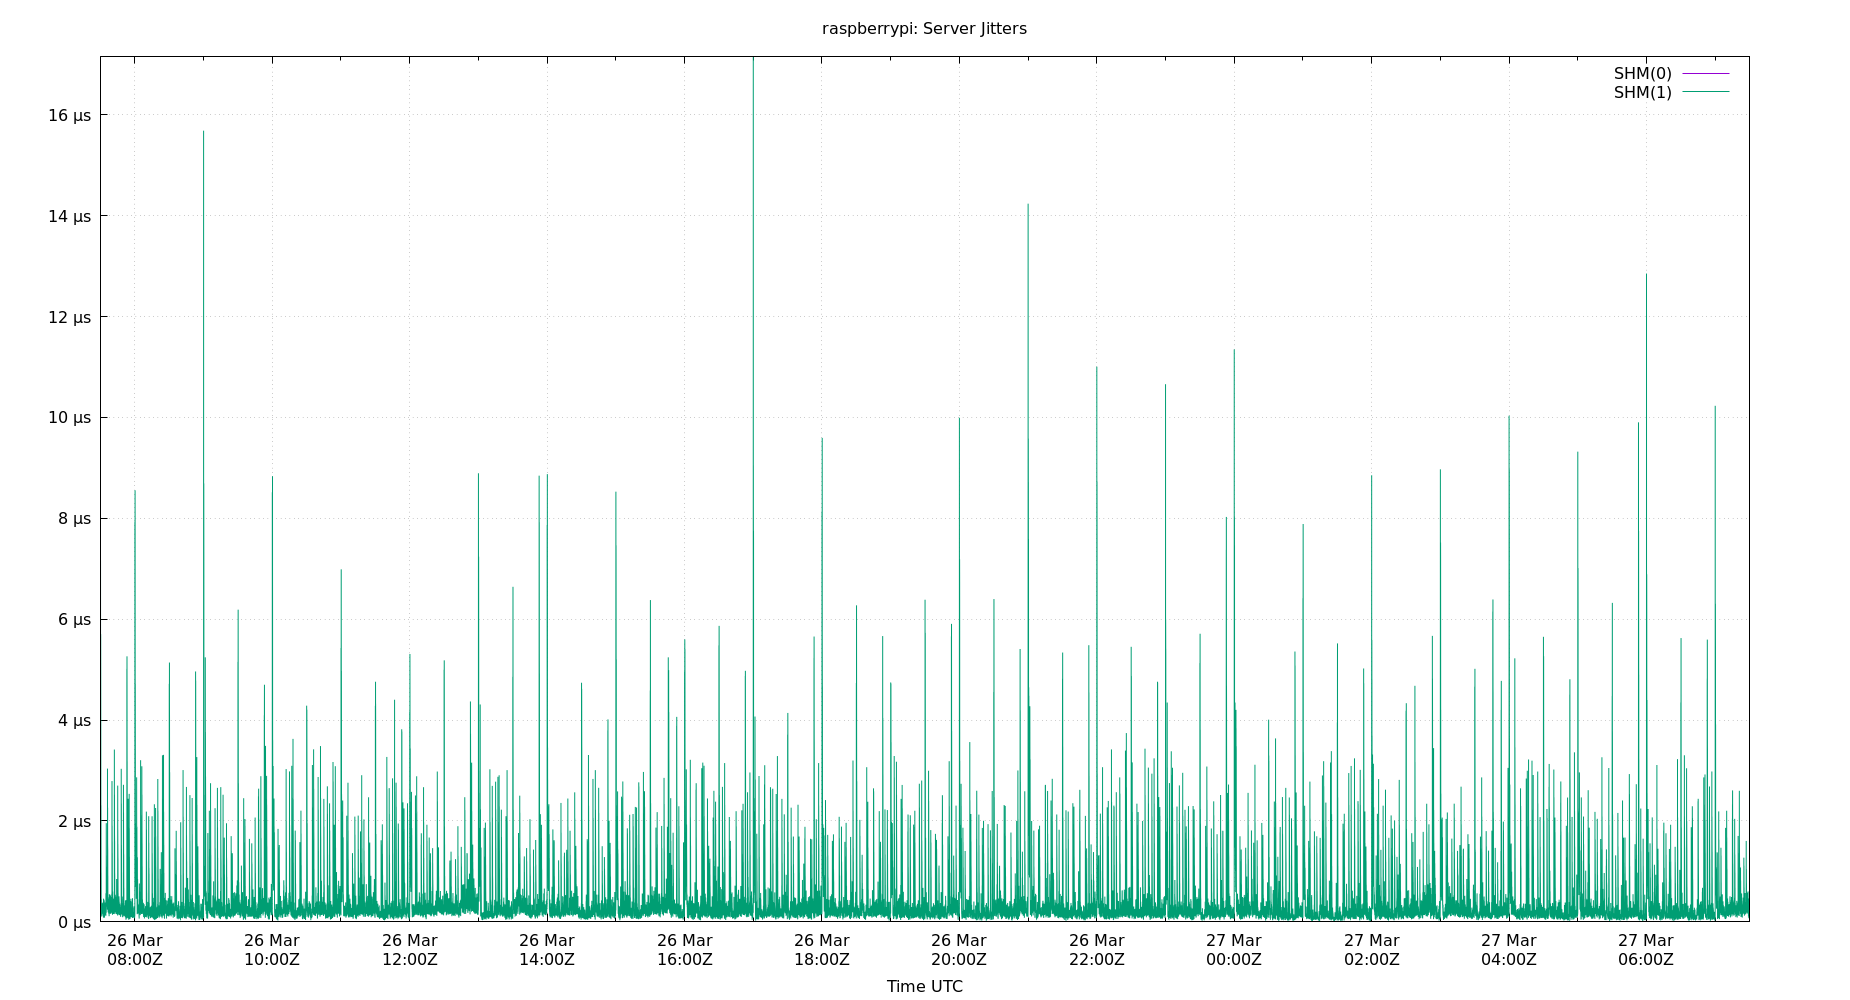 raspberrypi: Server Jitters
SHM(0)
SHM(1)
16 µs
14 µs
12 µs
10 µs
8 µs
6 µs
4 µs
2 µs
0 µs
26 Mar 26 Mar 26 Mar 26 Mar 26 Mar 26 Mar 26 Mar 26 Mar 27 Mar 27 Mar 27 Mar 27 Mar
08:00Z 10:00Z 12:00Z 14:00Z 16:00Z 18:00Z 20:00Z 22:00Z 00:00Z 02:00Z 04:00Z 06:00Z
Time UTC